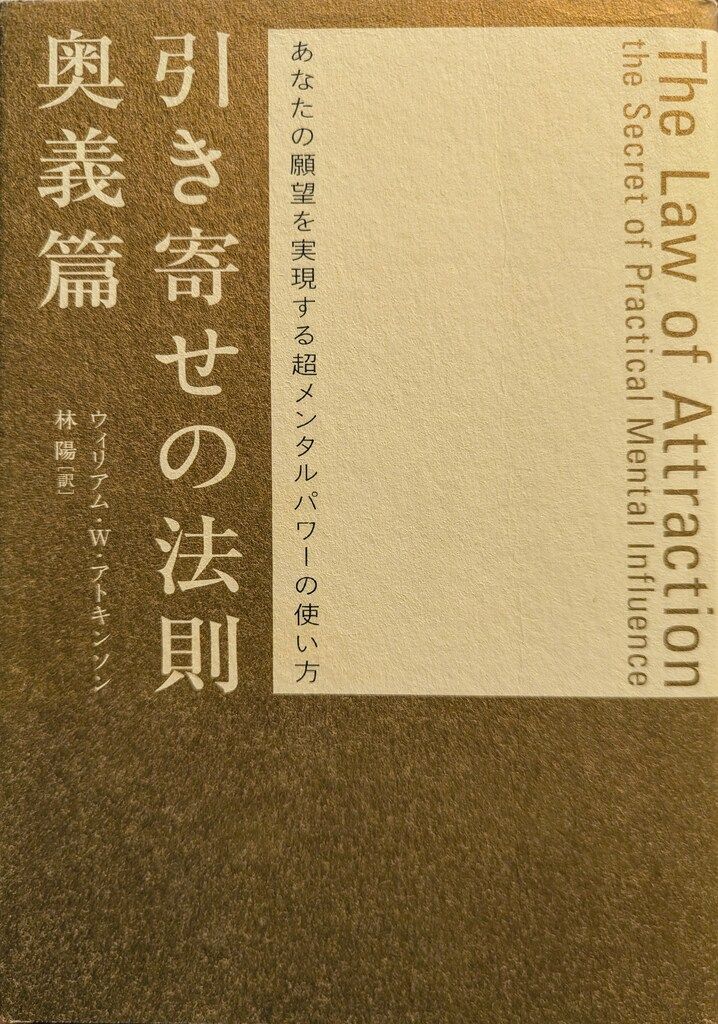 The Law of Attraction
the Secret of Practical Mental Influence
あなたの願望を実現する超メンタルパワーの使い方
引き寄せの法則
奥義篇
ウィリアム・W・アトキンソン
林陽[訳]